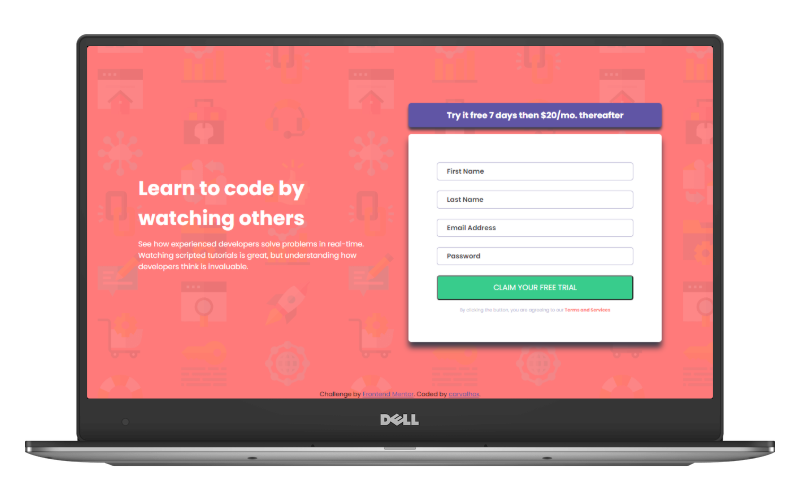 Learn to code by
watching others
See how experienced developers solve problems in real-time.
Watching scripted tutorials is great, but understanding how
developers think is invaluable.
Try it free 7 days then $20/mo. thereafter
First Name
Last Name
Email Address
Password
CLAIM YOUR FREE TRIAL
By clicking the button, you are agreeing to our Terms and Services
Challenge by Frontend Mentor. Coded by
DELL